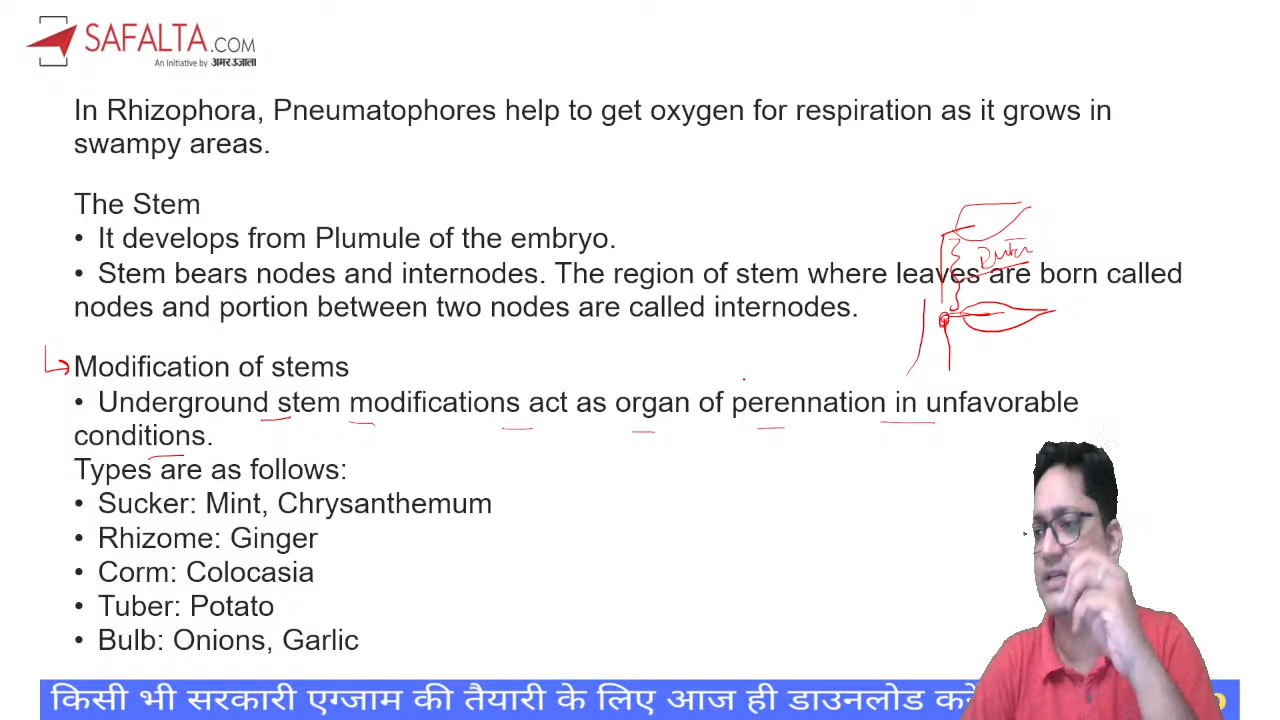 SAFALTA.COM
An Initiative by अमर उजाला
In Rhizophora, Pneumatophores help to get oxygen for respiration as it grows in
swampy areas.
The Stem
• It develops from Plumule of the embryo.
• Stem bears nodes and internodes. The region of stem where leaves are born called
nodes and portion between two nodes are called internodes.
Modification of stems
• Underground stem modifications act as organ of perennation in unfavorable
conditions.
Types are as follows:
• Sucker: Mint, Chrysanthemum
• Rhizome: Ginger
• Corm: Colocasia
• Tuber: Potato
• Bulb: Onions, Garlic
किसी भी सरकारी एग्जाम की तैयारी के लिए आज ही डाउनलोड